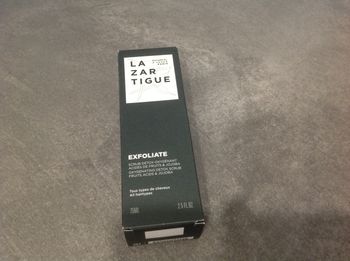 LA
ZAR
TIGUE
EXFOLIATE
SCRUB DETOX OXYGÉNANT
ACIDES DE FRUITS & JOJOBA
OXYGENATING DETOX SCRUB
FRUITS ACIDS & JOJOBA
Tous types de cheveux
All hairtypes
75ml 2.5 FL.OZ